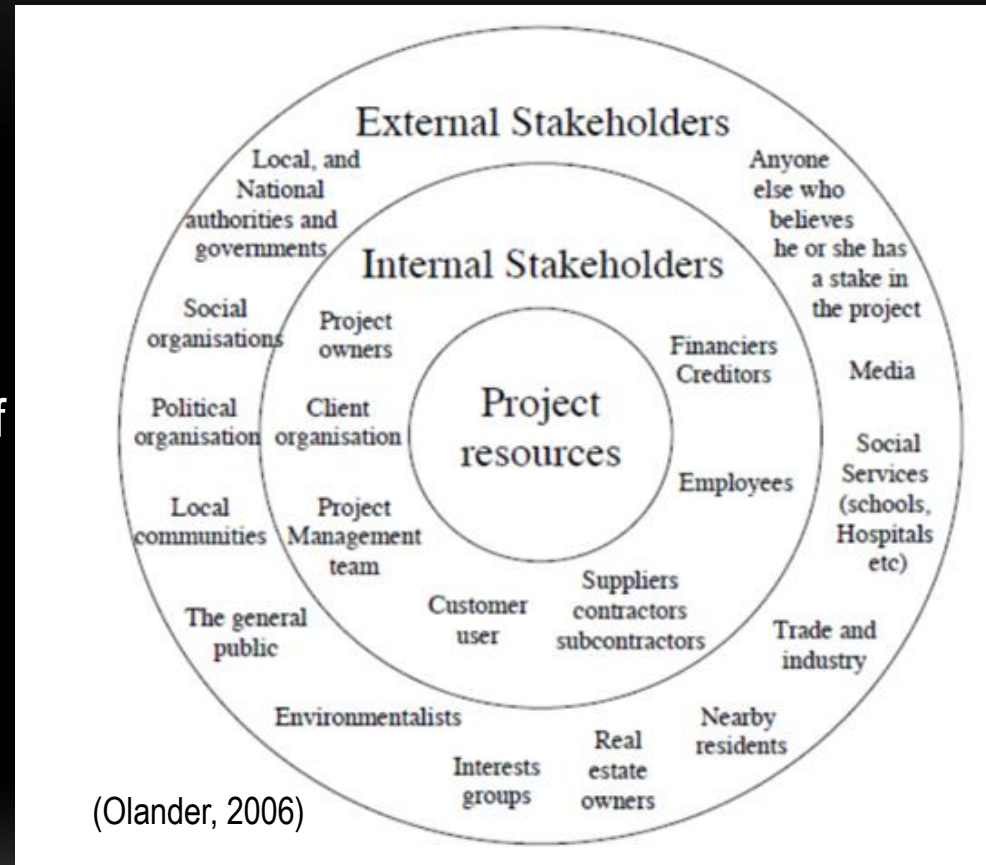 External Stakeholders
Local, and
National
authorities and
governments
Anyone
else who
believes
he or she has
a stake in
the project
Internal Stakeholders
Social
organisations
Project
owners
Financiers
Creditors
Media
f
Political
organisation
Client
organisation
Project
resources
Social
Services
(schools,
Hospitals
etc)
Employees
Local
communities
Project
Management
team
Customer
user
Suppliers
contractors
subcontractors
The general
public
Trade and
industry
Environmentalists
Interests
groups
Real
estate
owners
Nearby
residents
(Olander, 2006)